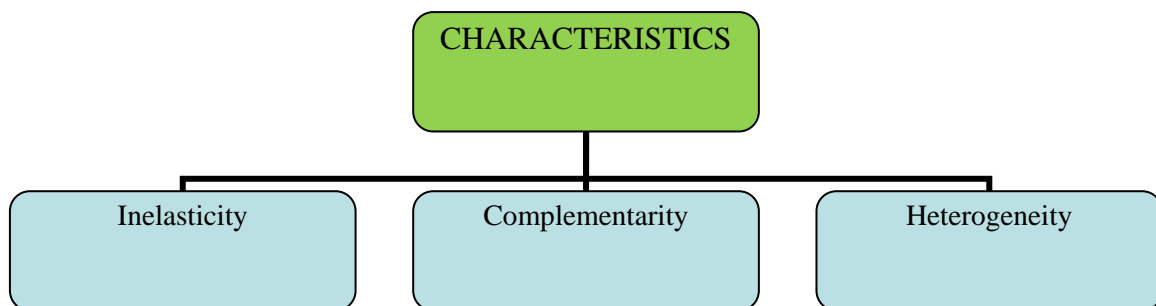 CHARACTERISTICS
Inelasticity
Complementarity
Heterogeneity